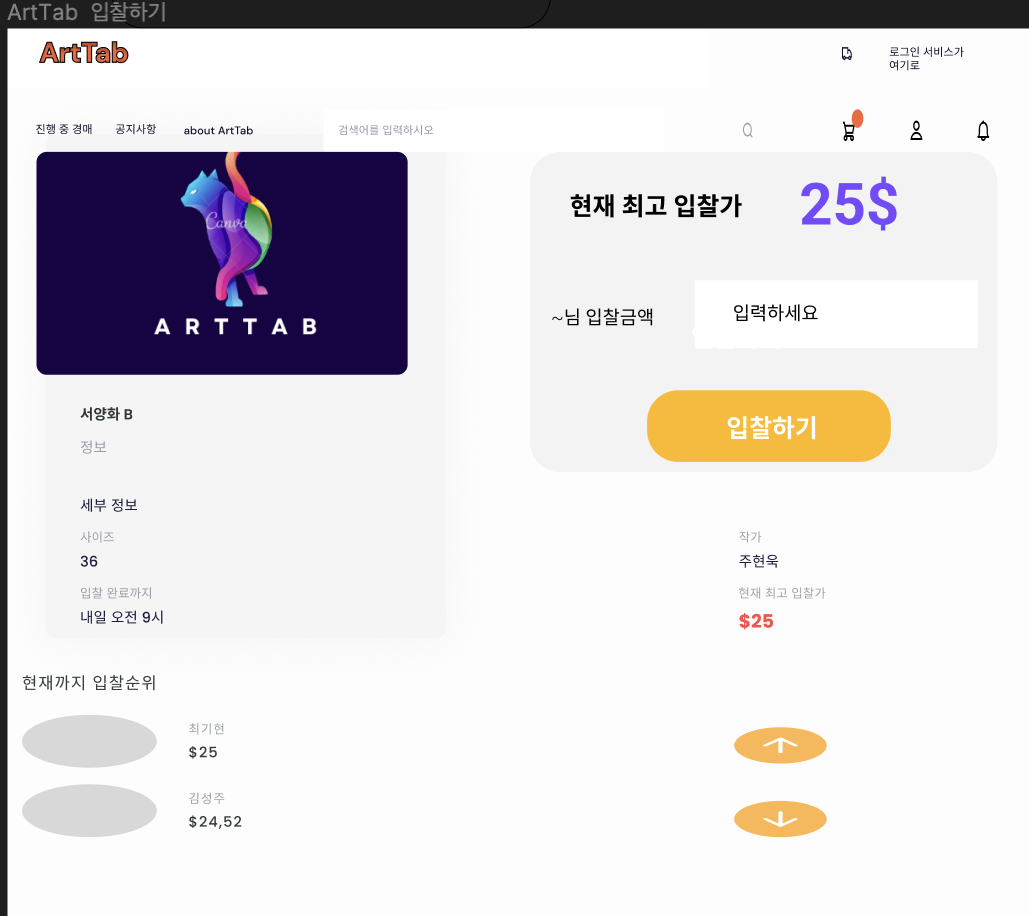 ArtTab 입찰하기
ArtTab
로그인 서비스가
여기로
진행 중 경매
공지사항
about ArtTab
검색어를 입력하시오
Canva
ARTTAB
현재 최고 입찰가
25$
~님 입찰금액
입력하세요
입찰하기
서양화 B
정보
세부 정보
사이즈
36
입찰 완료까지
내일 오전 9시
작가
주현욱
현재 최고 입찰가
$25
현재까지 입찰순위
최기현
$25
김성주
$24,52